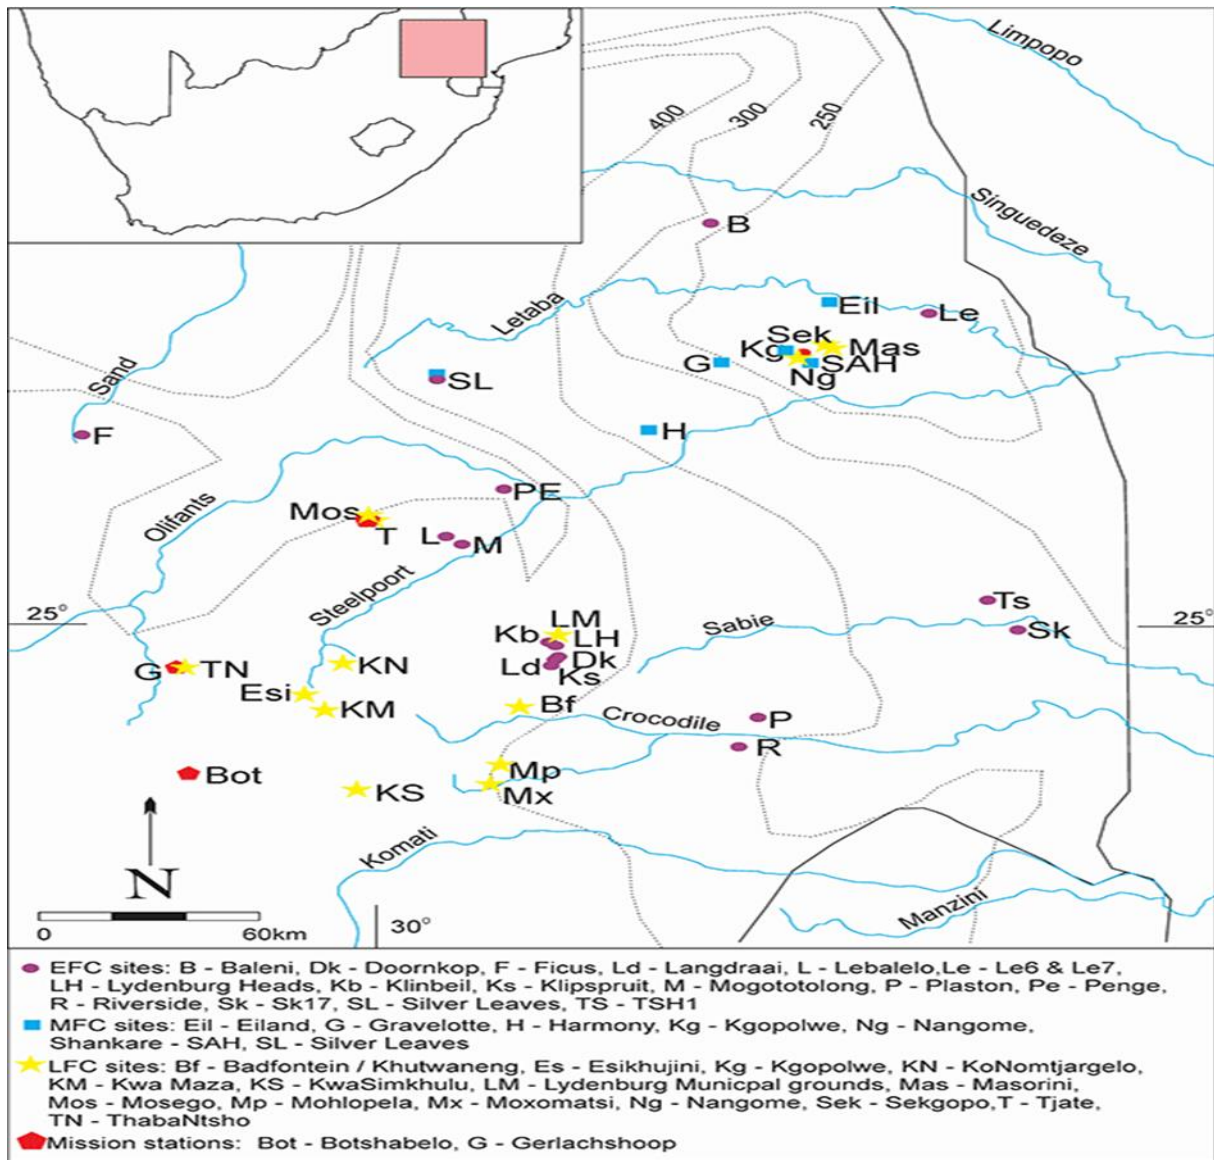 Limpopo
400
300
250
Singuedeze
B
Letaba
Eil
Le
Sek
Kg
Mas
G
SAH
Ng
SL
Sand
F
H
PE
Olifants
Mos
T
L
M
Steelpoort
25°
25°
Ts
Sk
Sabie
LM
Kb
LH
Dk
Ld
Ks
G
TN
KN
Esi
KM
Bf
Crocodile
P
R
Bot
Mp
Mx
KS
Komati
N
Manzini
30°
0
60km
EFC sites: B - Baleni, Dk - Doornkop, F - Ficus, Ld - Langdraai, L - Lebalelo,Le - Le6 & Le7,
LH - Lydenburg Heads, Kb - Klinbeil, Ks - Klipspruit, M - Mogototolong, P - Plaston, Pe - Penge,
R - Riverside, Sk - Sk17, SL - Silver Leaves, TS - TSH1
MFC sites: Eil - Eiland, G - Gravelotte, H - Harmony, Kg - Kgopolwe, Ng - Nangome,
Shankare - SAH, SL - Silver Leaves
LFC sites: Bf - Badfontein / Khutwaneng, Es - Esikhujini, Kg - Kgopolwe, KN - KoNomtjargelo,
KM - Kwa Maza, KS - KwaSimkhulu, LM - Lydenburg Municpal grounds, Mas - Masorini,
Mos - Mosego, Mp - Mohlopela, Mx - Moxomatsi, Ng - Nangome, Sek - Sekgopo,T - Tjate,
TN - ThabaNtsho
Mission stations: Bot - Botshabelo, G - Gerlachshoop